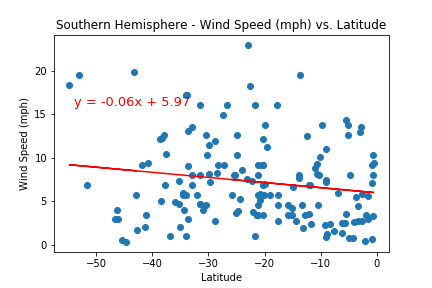 Southern Hemisphere - Wind Speed (mph) vs. Latitude
20
15
10
5
0
Wind Speed (mph)
y = -0.06x + 5.97
−50
−40
−30
−20
−10
0
Latitude